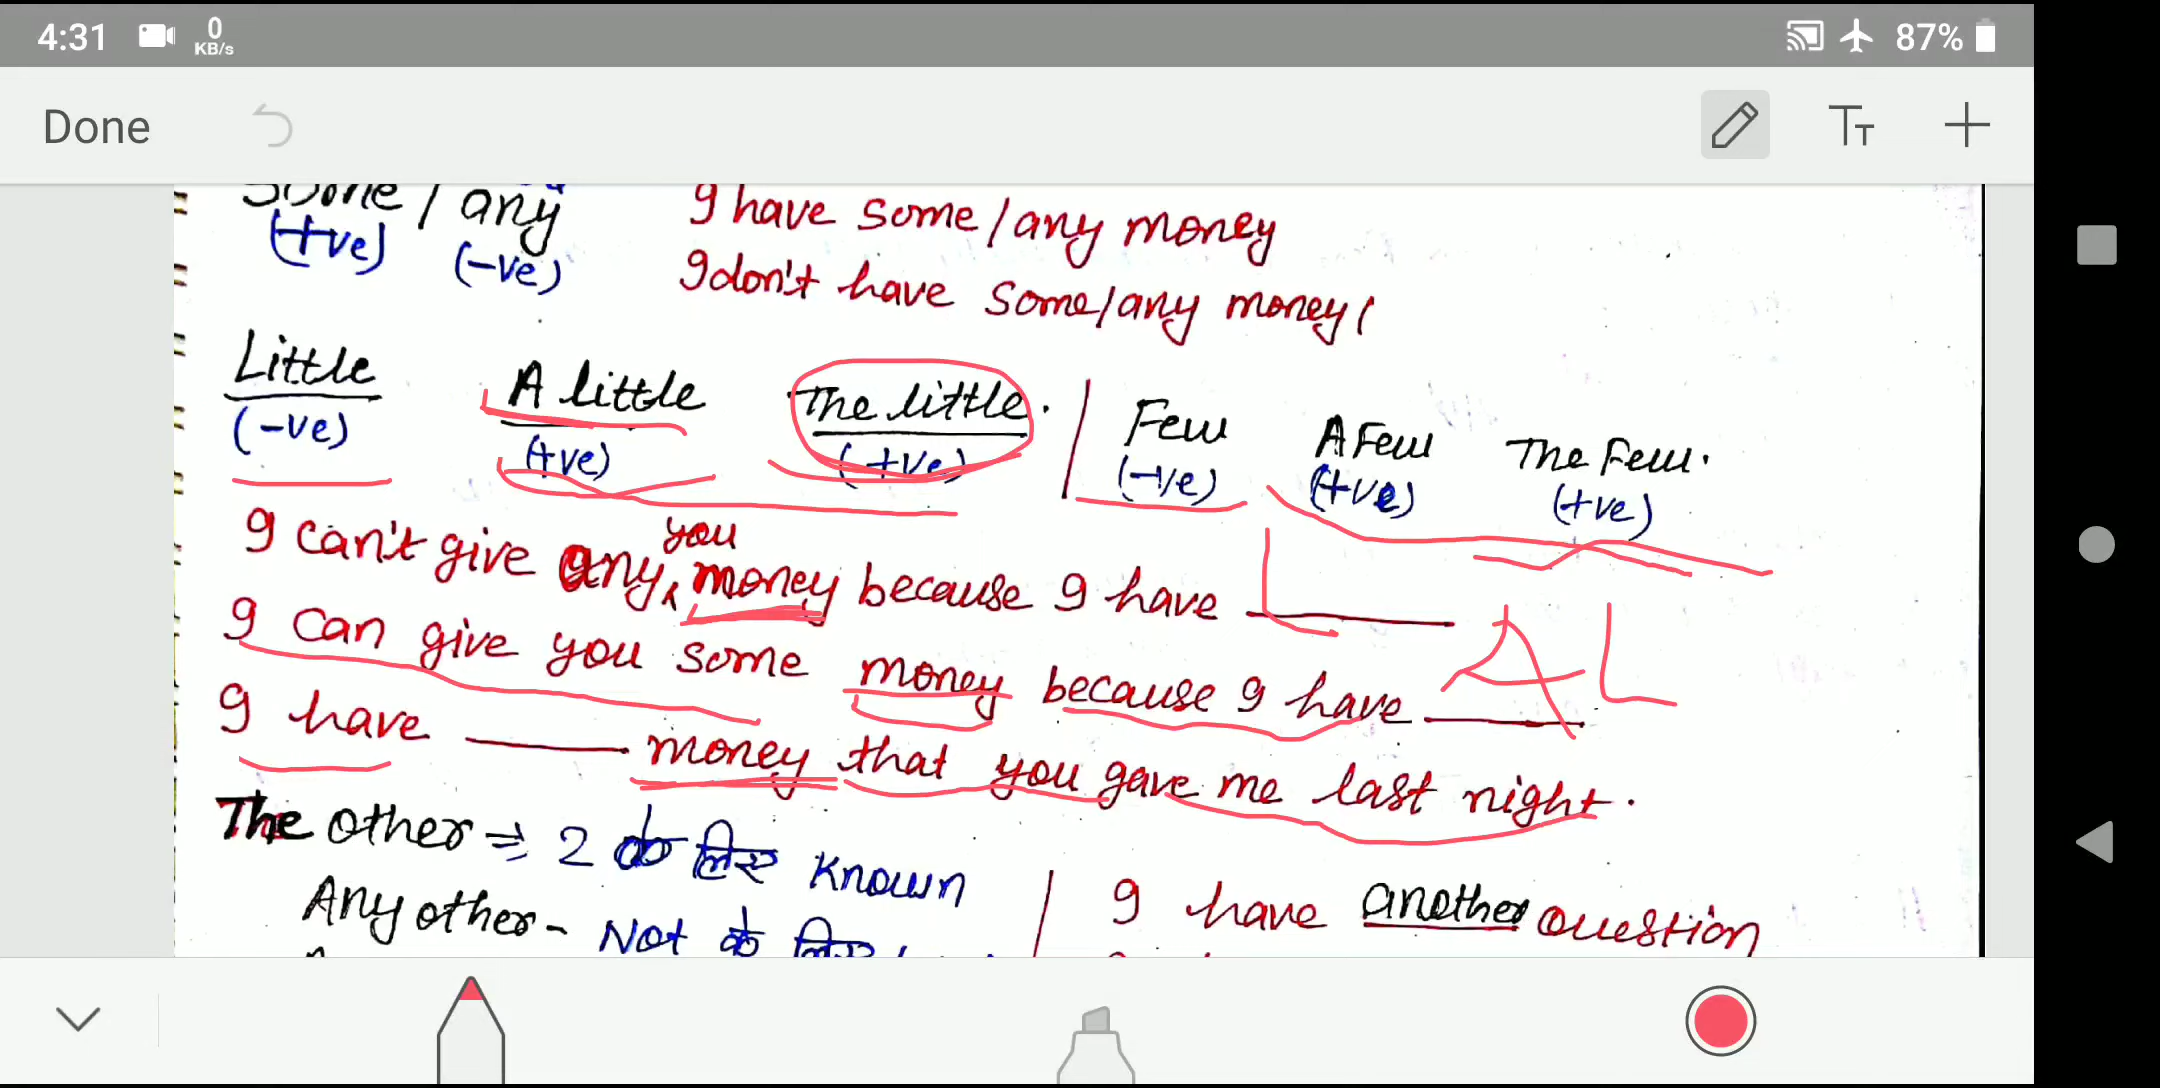 4:31 0 KB/s 87%
Done TT
Some / any I have some/any money
(+ve) (-ve) I don't have some/any money
Little A little The little. Few A Few The Few.
(-ve) (+ve) (+ve) (-ve) (+ve) (+ve)
you
I can't give any money because I have L
I can give you some money because I have A L
I have money that you gave me last night.
The other ⇒ 2 को लिए Known
Any other - Not I have another question